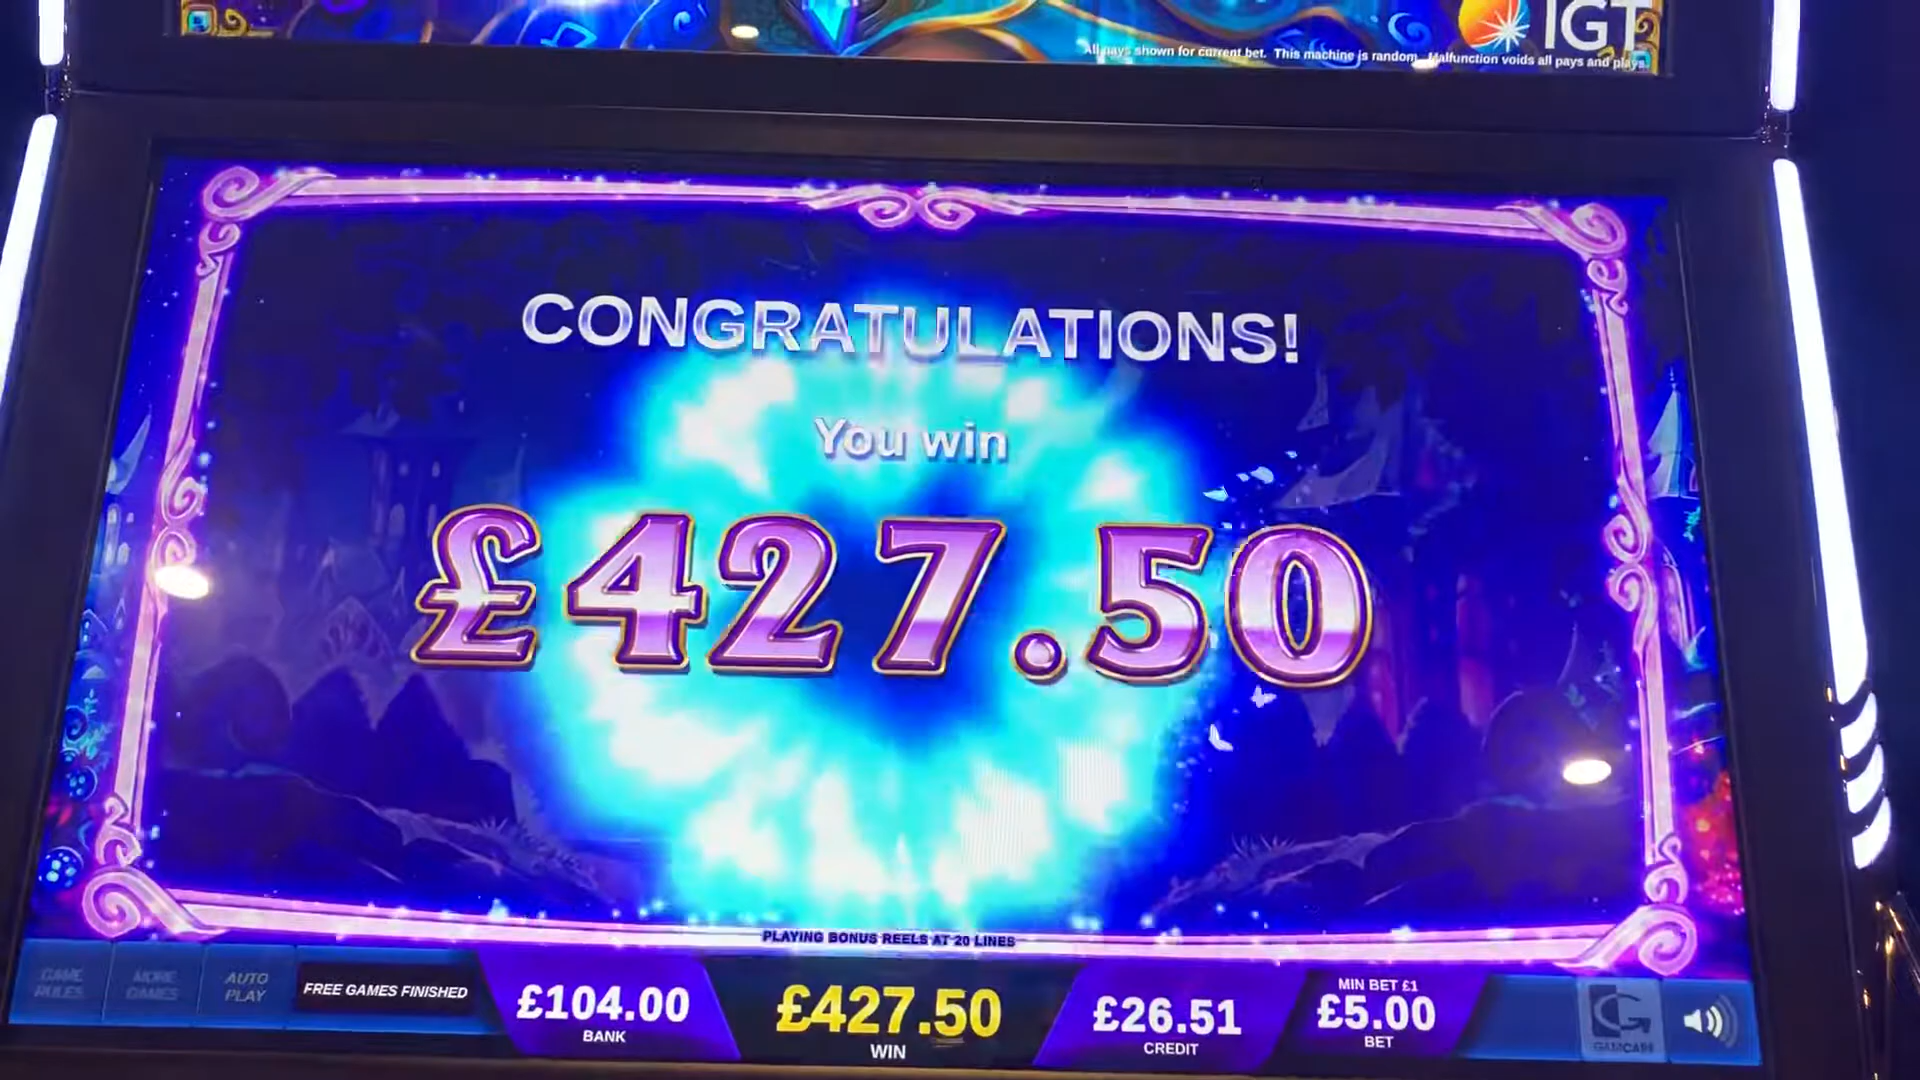 IGT
All pays shown for current bet. This machine is random. Malfunction voids all pays and plays.
CONGRATULATIONS!
You win
£427.50
PLAYING BONUS REELS AT 20 LINES
GAME RULES
MORE GAMES
AUTO PLAY
FREE GAMES FINISHED
£104.00
BANK
£427.50
WIN
£26.51
CREDIT
MIN BET £1
£5.00
BET
GAMCARE